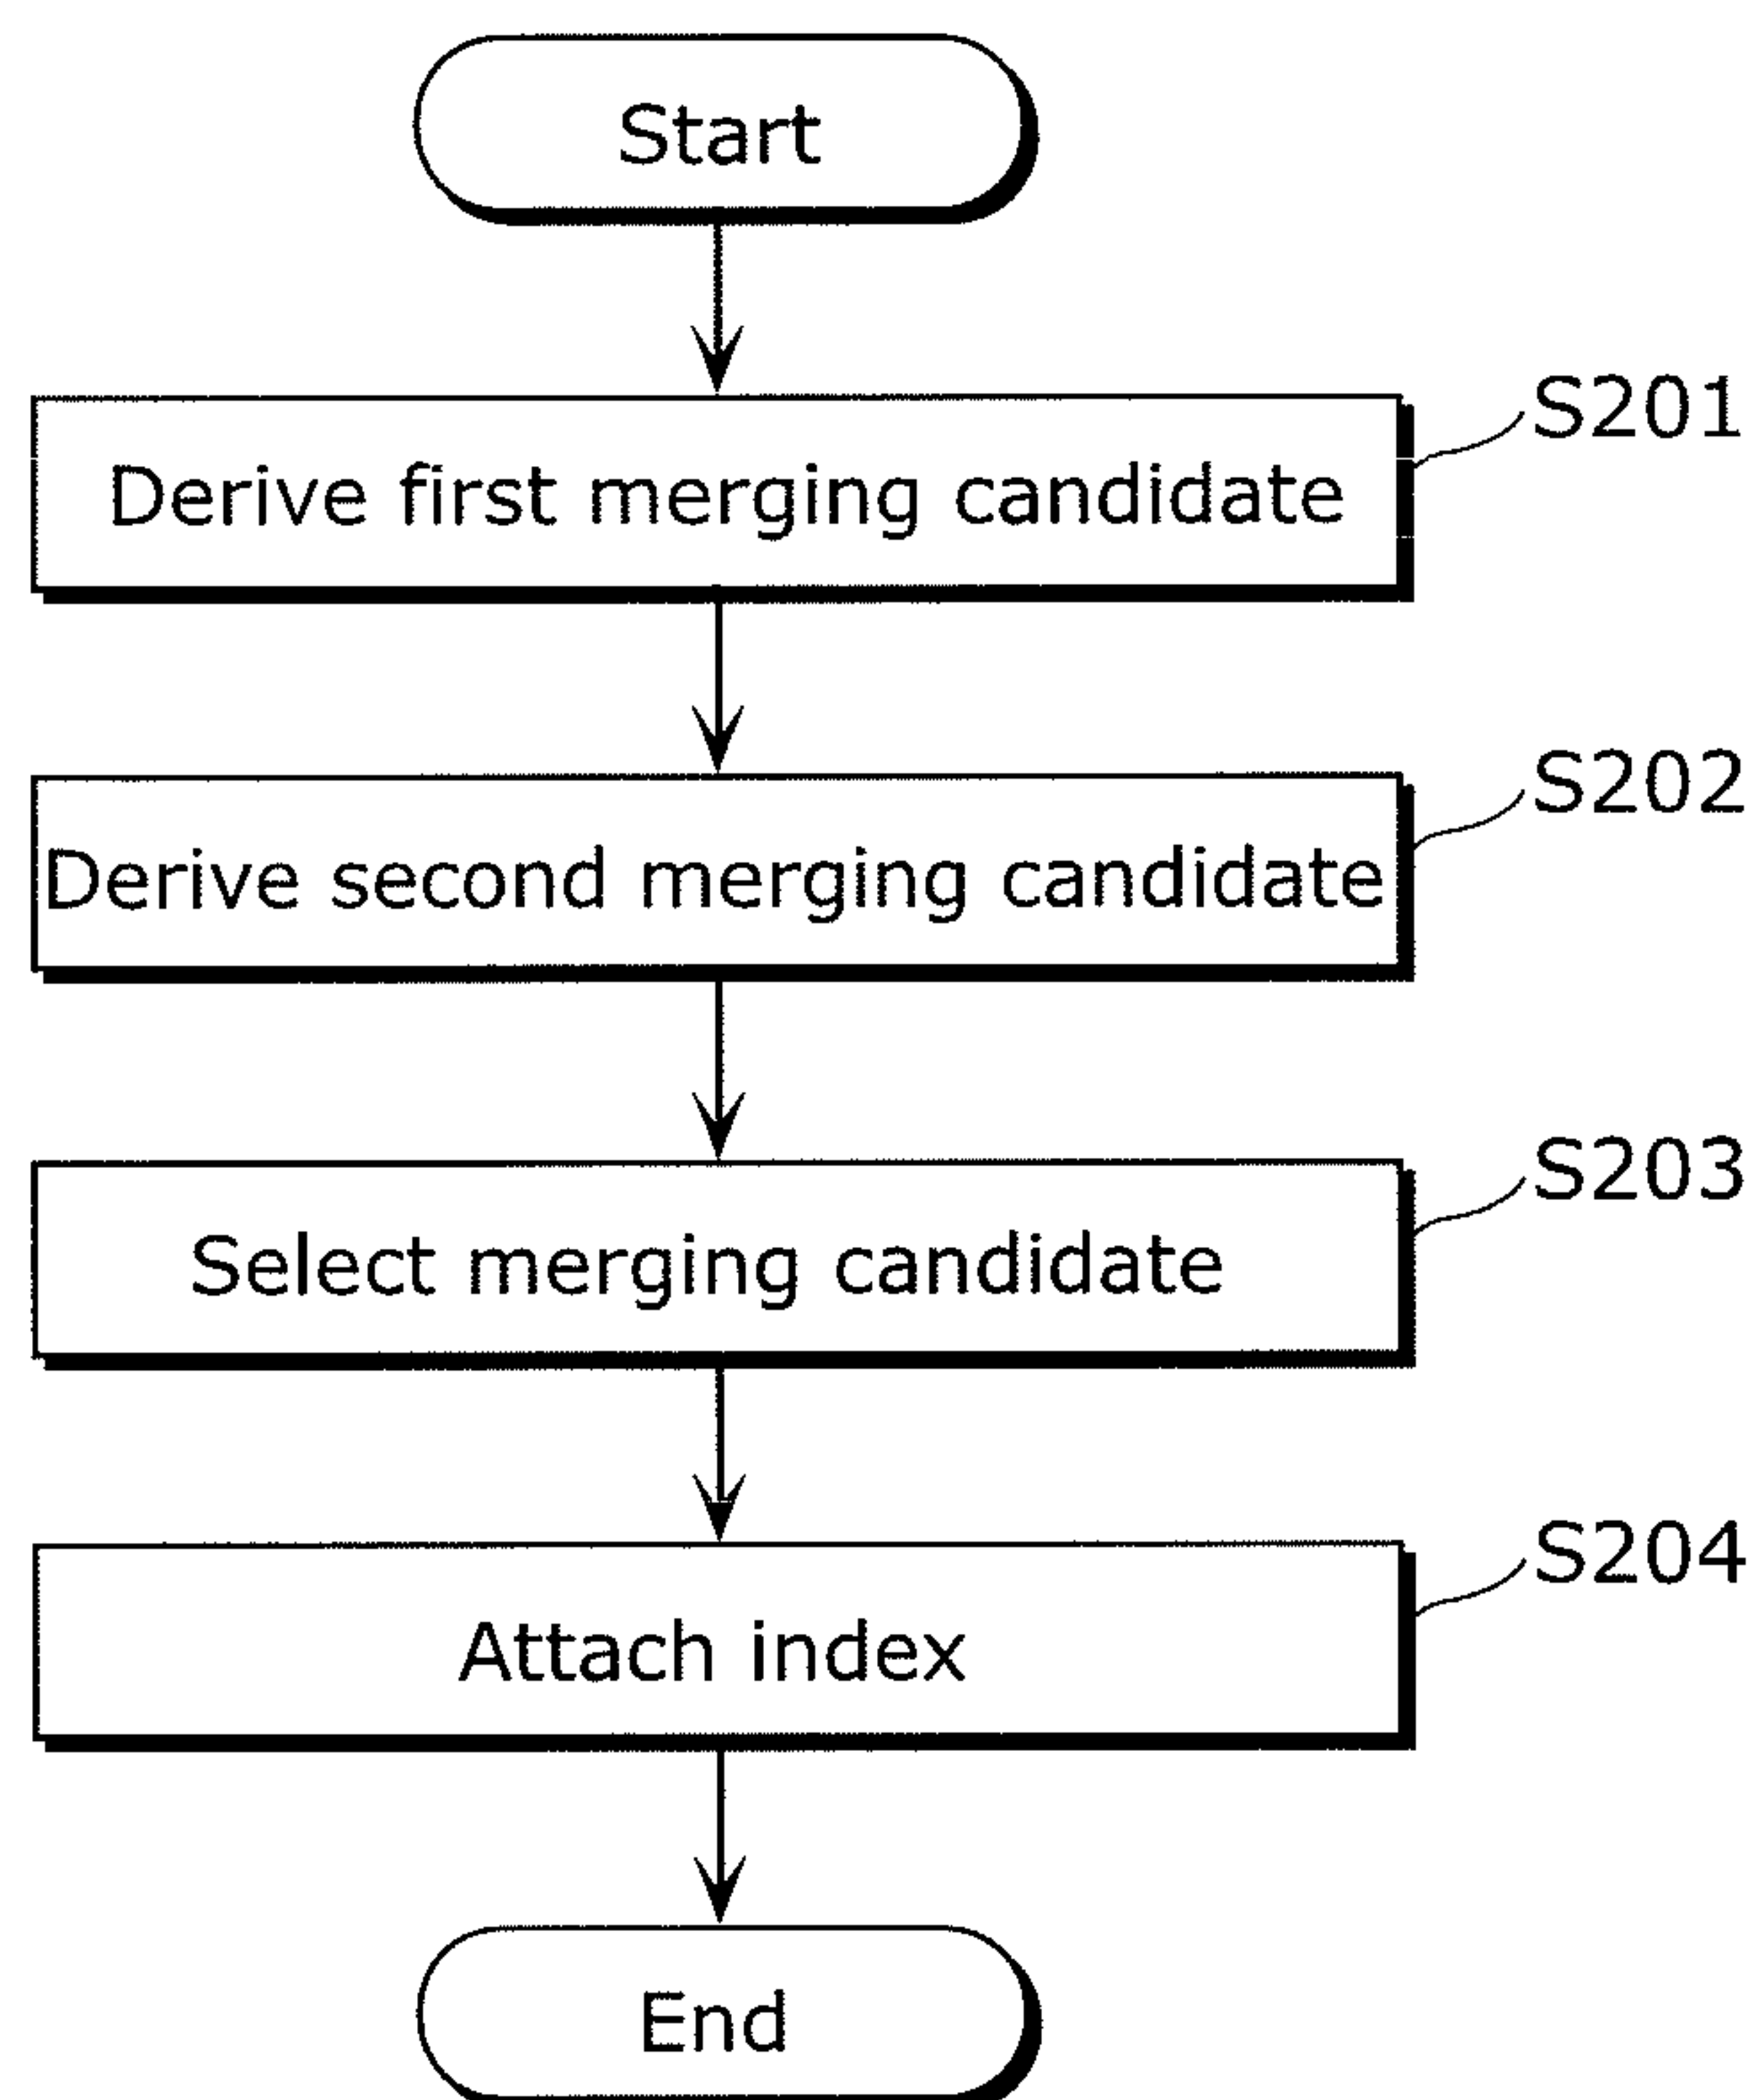 Start
S201
Derive first merging candidate
S202
Derive second merging candidate
S203
Select merging candidate
S204
Attach index
End